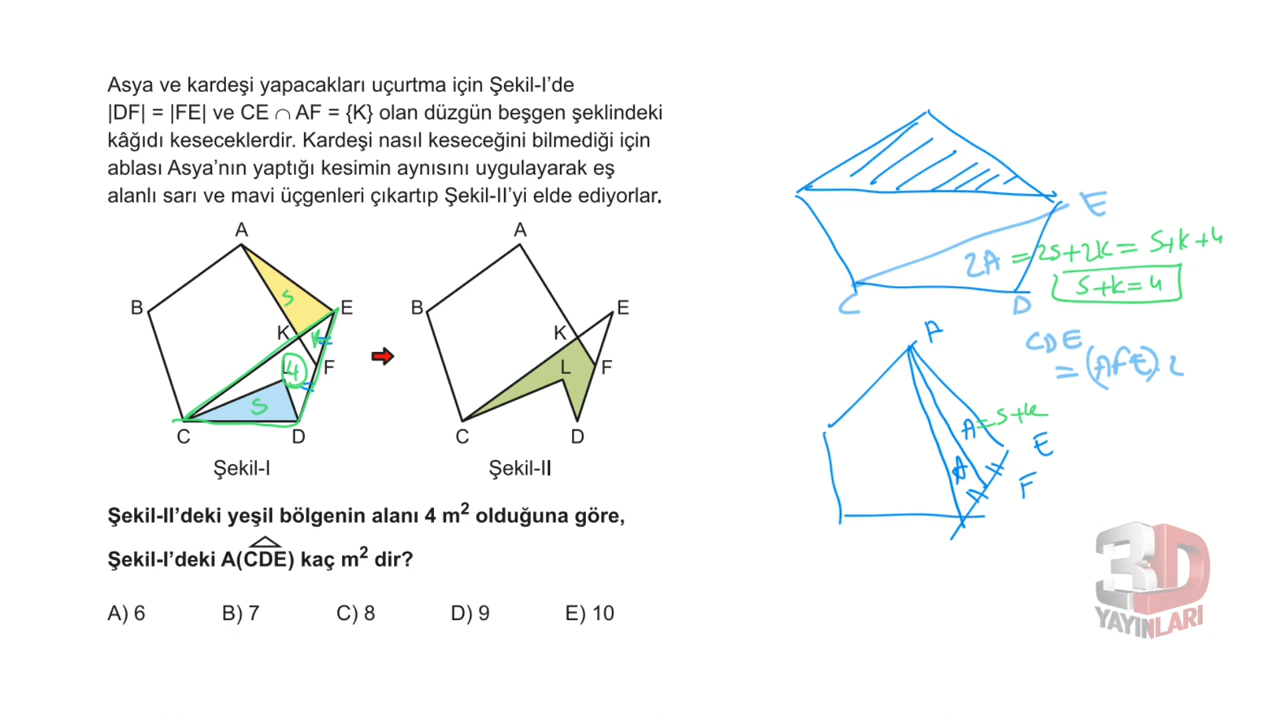 Asya ve kardeşi yapacakları uçurtma için Şekil-I’de
|DF| = |FE| ve CE ∩ AF = {K} olan düzgün beşgen şeklindeki
kâğıdı keseceklerdir. Kardeşi nasıl keseceğini bilmediği için
ablası Asya’nın yaptığı kesimin aynısını uygulayarak eş
alanlı sarı ve mavi üçgenleri çıkartıp Şekil-II’yi elde ediyorlar.
A
B
E
S
K
K
L
4
F
S
C
D
Şekil-I
A
B
E
K
L
F
C
D
Şekil-II
Şekil-II’deki yeşil bölgenin alanı 4 m² olduğuna göre,
Şekil-I’deki A(CDE) kaç m² dir?
A) 6 B) 7 C) 8 D) 9 E) 10
E
2A = 2S+2K = S+K+4
S+K=4
C
D
CDE
= (AFE).2
A
A=S+K
A
E
F
3D
YAYINLARI